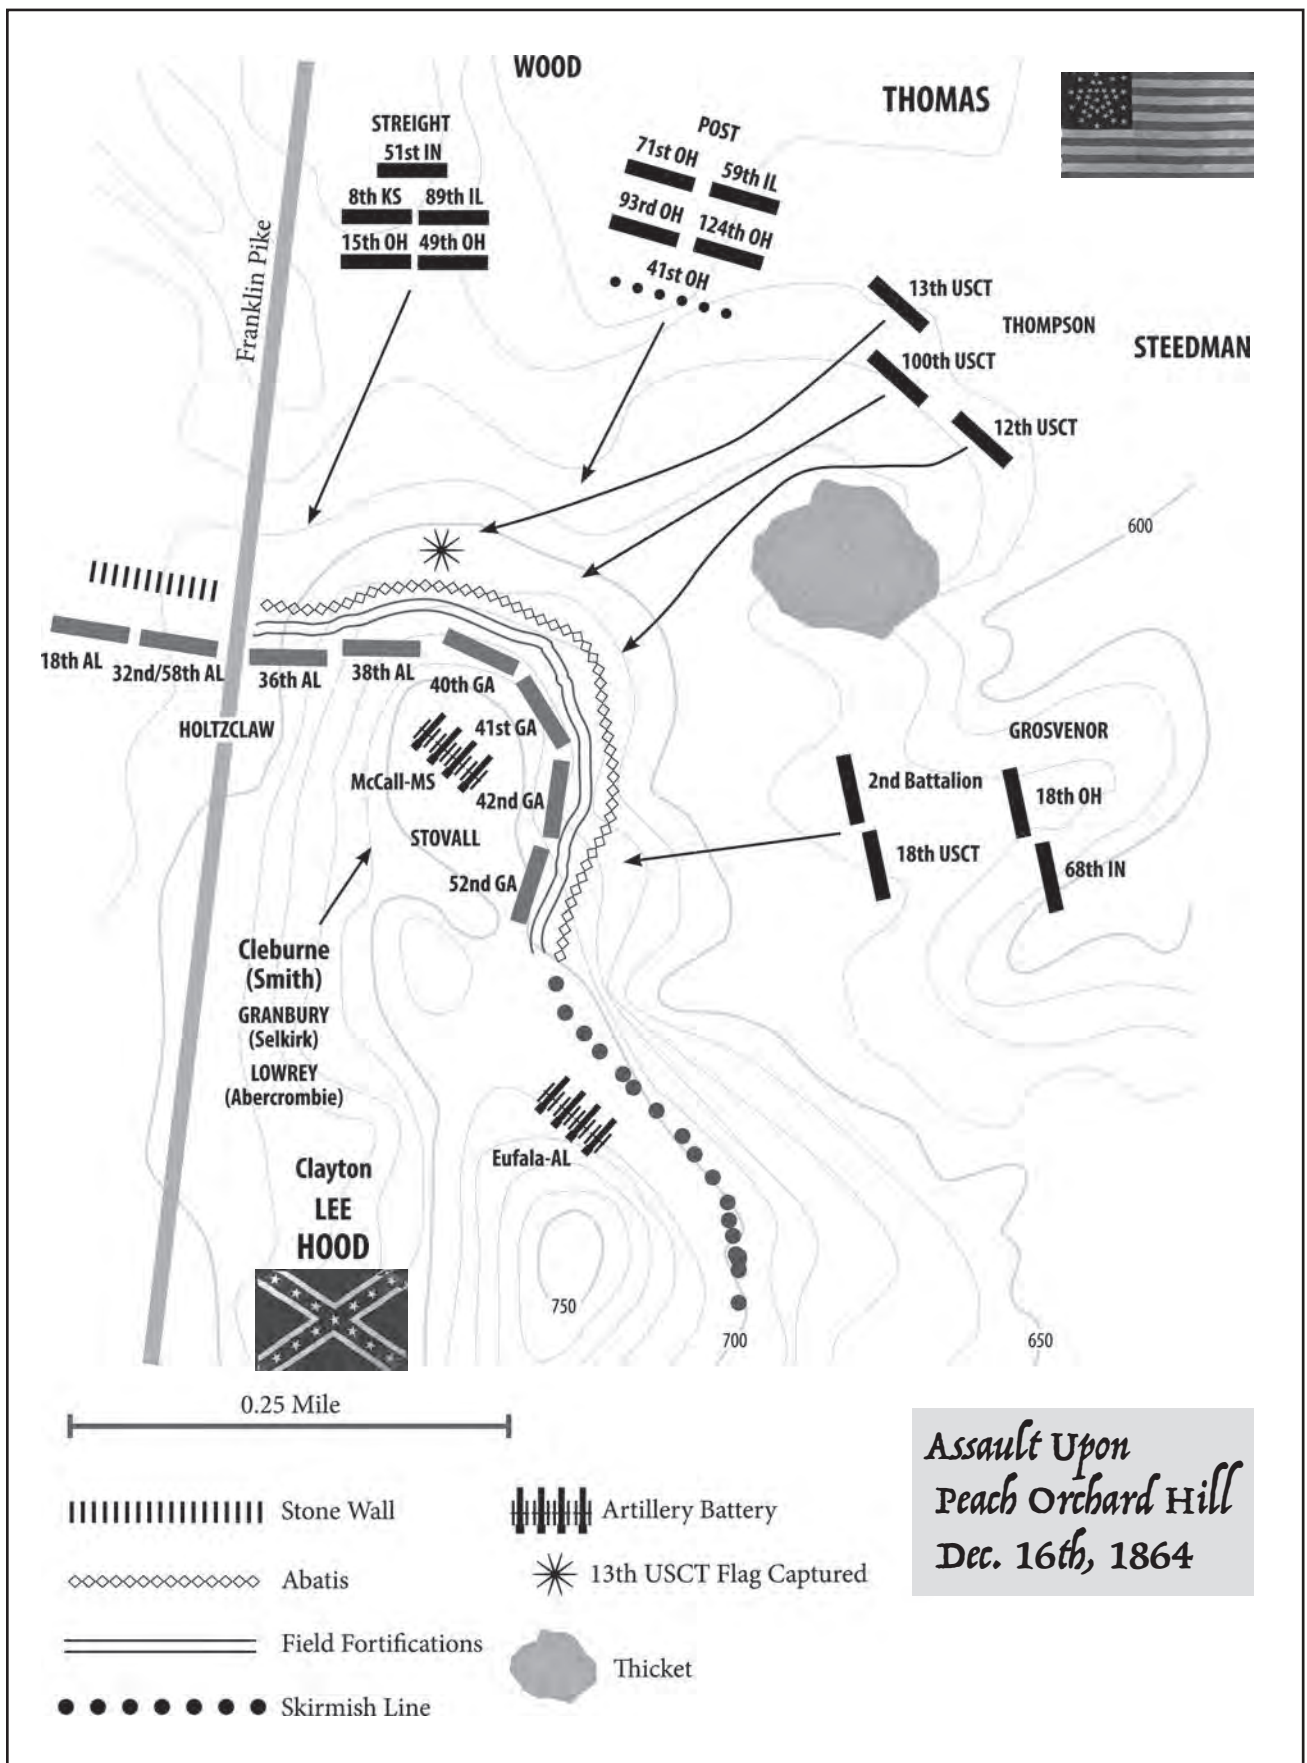 WOOD
THOMAS
STREIGHT
51st IN
8th KS
89th IL
15th OH
49th OH
POST
71st OH
59th IL
93rd OH
124th OH
41st OH
Franklin Pike
13th USCT
THOMPSON
STEEDMAN
100th USCT
12th USCT
600
18th AL
32nd/58th AL
36th AL
38th AL
40th GA
HOLTZCLAW
41st GA
McCall-MS
42nd GA
STOVALL
52nd GA
GROSVENOR
2nd Battalion
18th OH
18th USCT
68th IN
Cleburne
(Smith)
GRANBURY
(Selkirk)
LOWREY
(Abercrombie)
Eufala-AL
Clayton
LEE
HOOD
750
700
650
0.25 Mile
Stone Wall
Abatis
Field Fortifications
Skirmish Line
Artillery Battery
13th USCT Flag Captured
Thicket
Assault Upon
Peach Orchard Hill
Dec. 16th, 1864